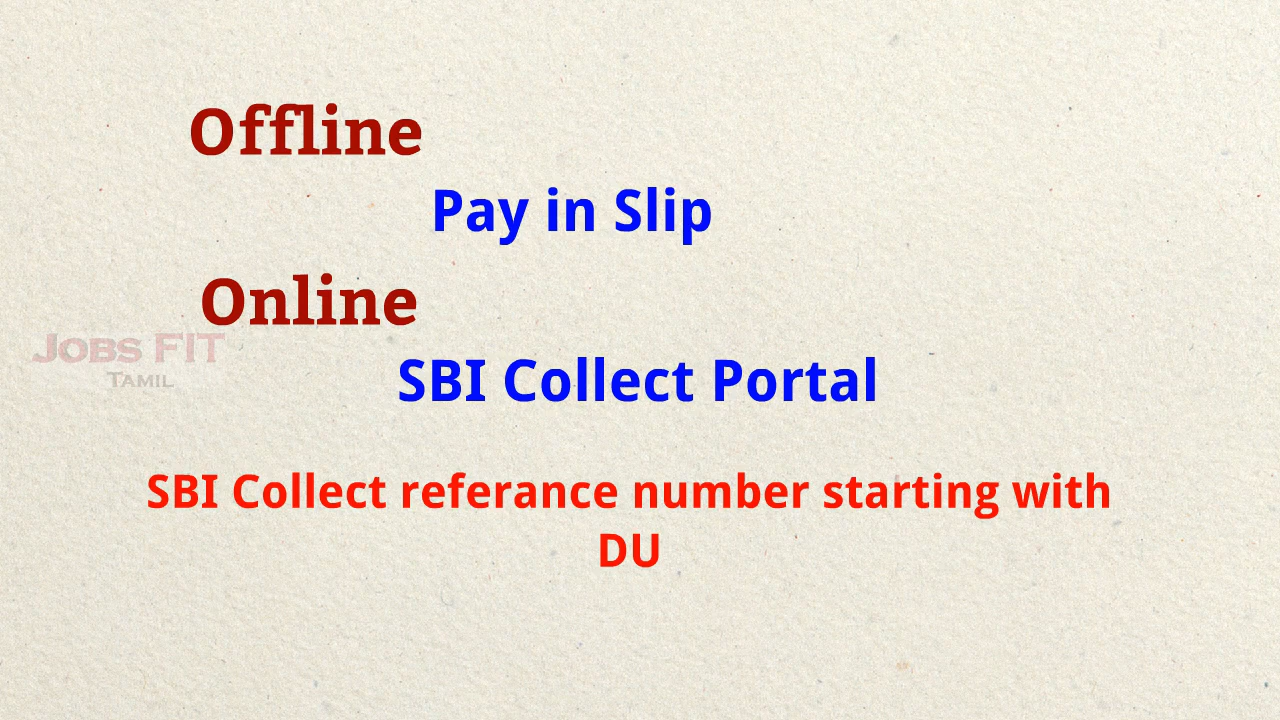 Offline
Pay in Slip
Online
JOBS FIT
TAMIL
SBI Collect Portal
SBI Collect referance number starting with
DU